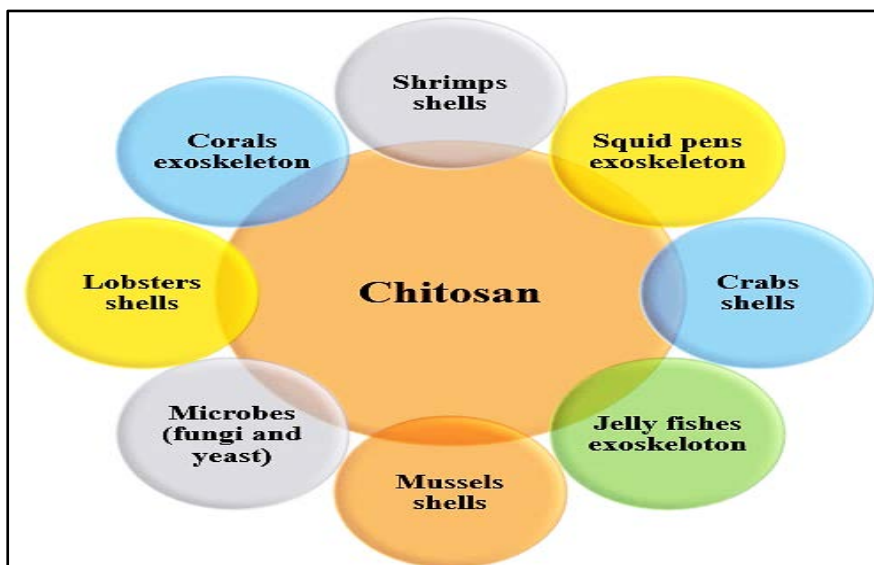 Shrimps
shells
Squid pens
exoskeleton
Crabs
shells
Jelly fishes
exoskeloton
Mussels
shells
Microbes
(fungi and
yeast)
Lobsters
shells
Corals
exoskeleton
Chitosan